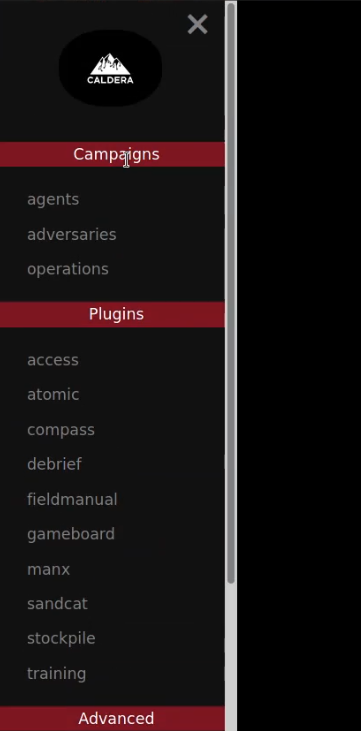 CALDERA
Campaigns
agents
adversaries
operations
Plugins
access
atomic
compass
debrief
fieldmanual
gameboard
manx
sandcat
stockpile
training
Advanced